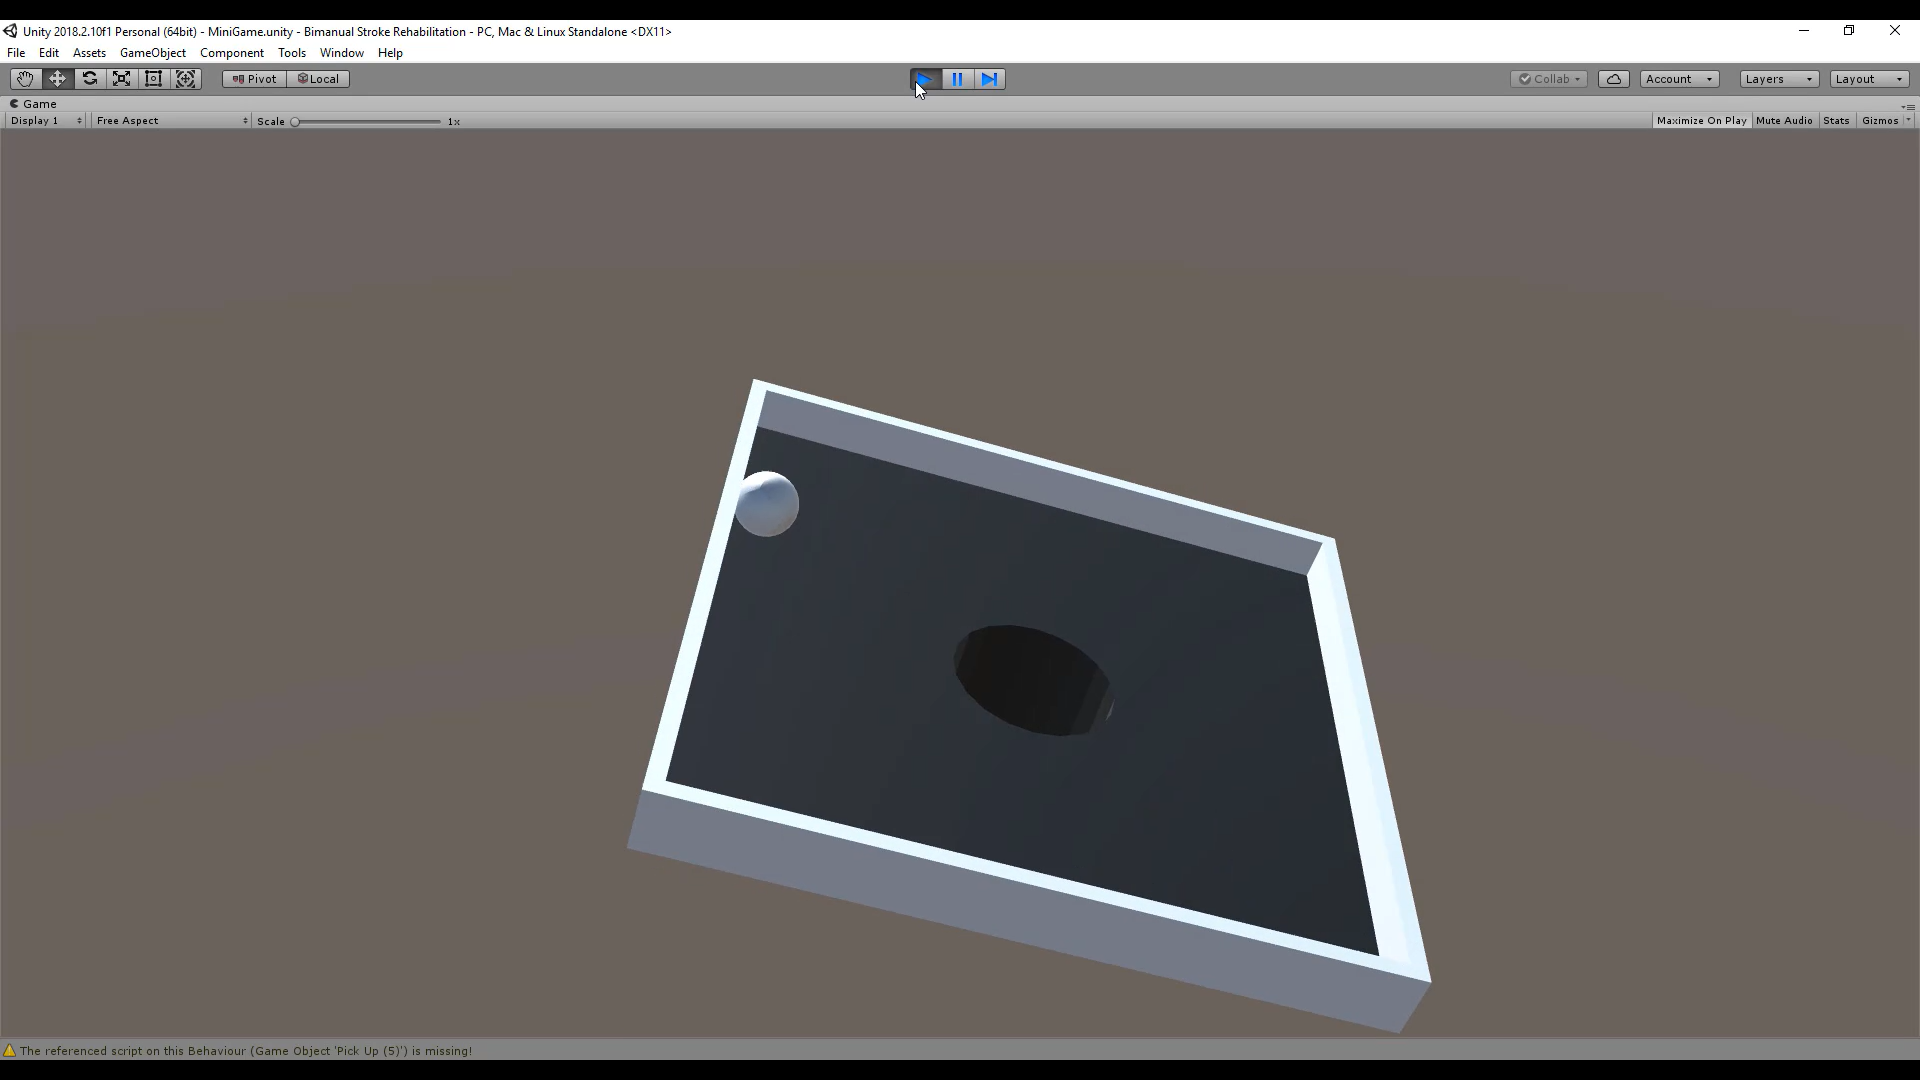 Unity 2018.2.10f1 Personal (64bit) - MiniGame.unity - Bimanual Stroke Rehabilitation - PC, Mac & Linux Standalone <DX11>
File Edit Assets GameObject Component Tools Window Help
Pivot Local Collab Account Layers Layout
Game
Display 1 Free Aspect Scale 1x Maximize On Play Mute Audio Stats Gizmos
The referenced script on this Behaviour (Game Object 'Pick Up (5)') is missing!